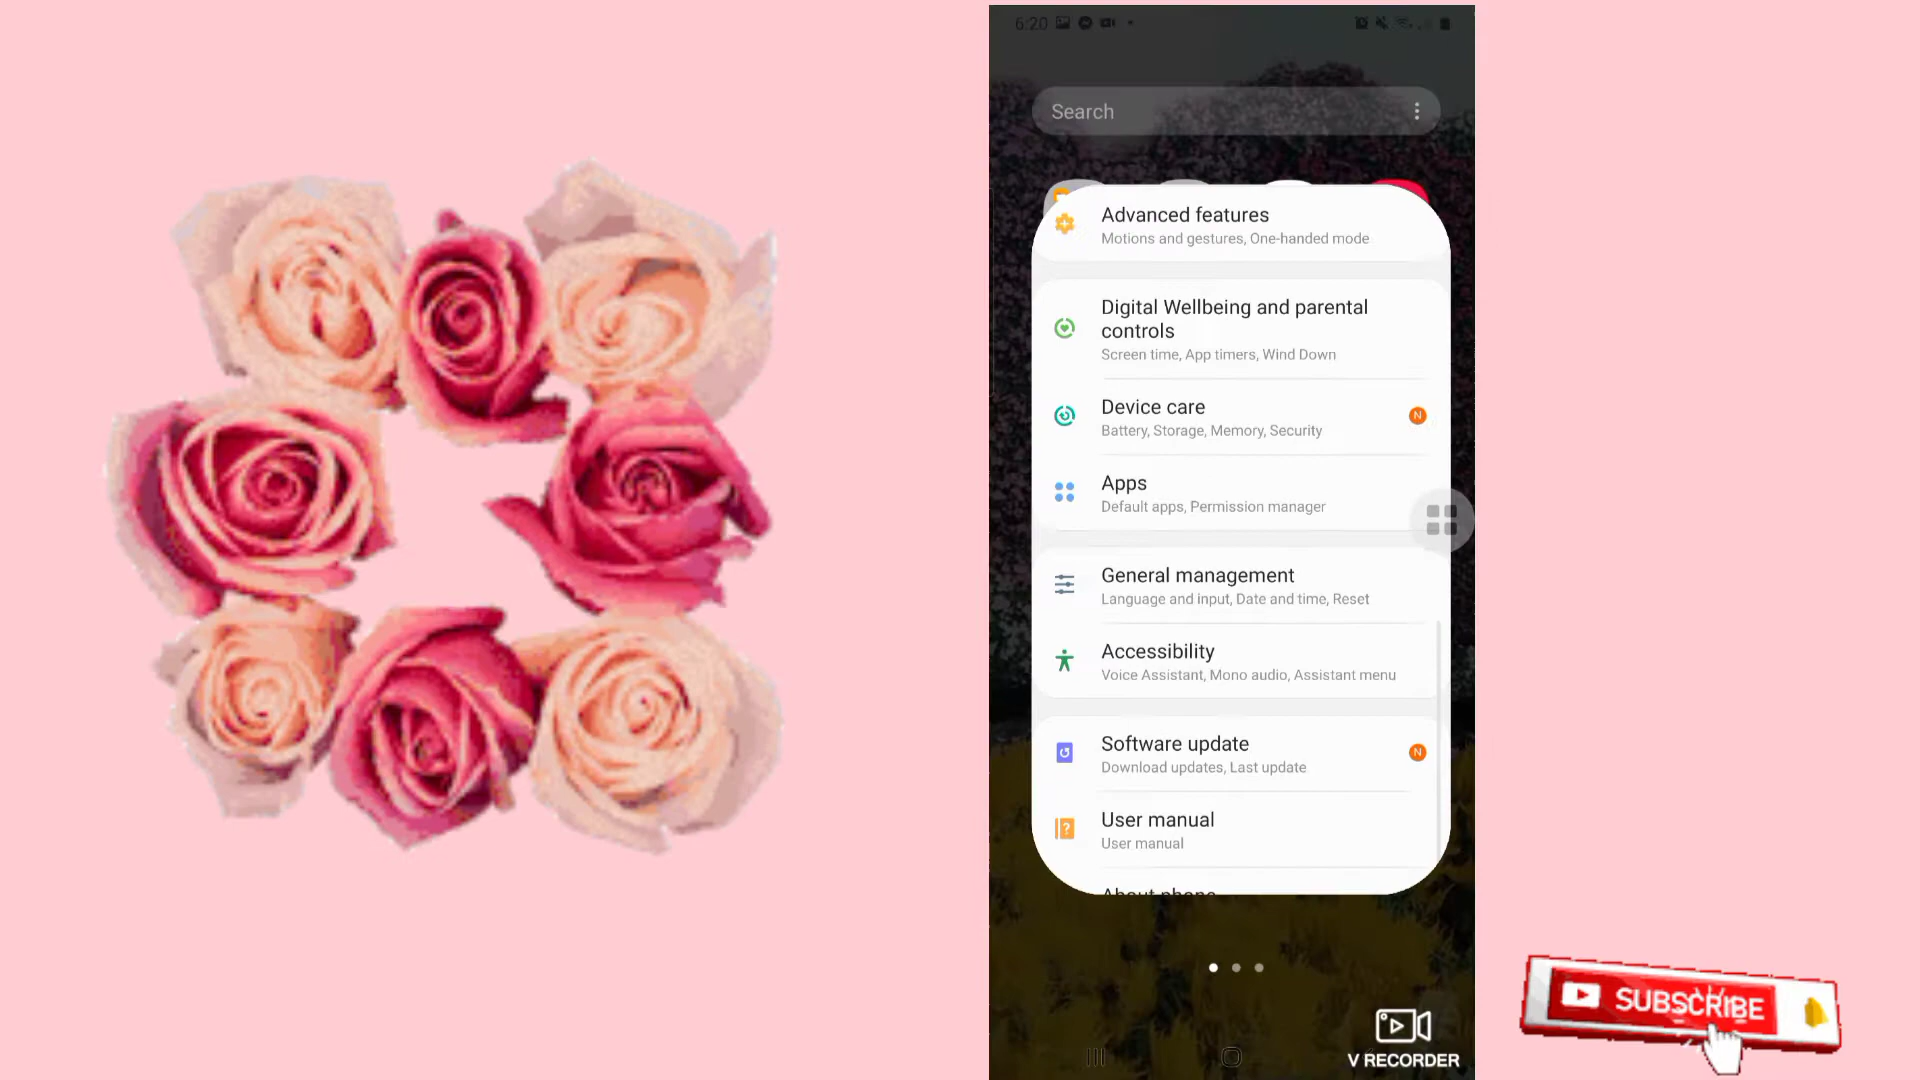 6:20
Search
Advanced features
Motions and gestures, One-handed mode
Digital Wellbeing and parental
controls
Screen time, App timers, Wind Down
Device care
N
Battery, Storage, Memory, Security
Apps
Default apps, Permission manager
General management
Language and input, Date and time, Reset
Accessibility
Voice Assistant, Mono audio, Assistant menu
Software update
N
Download updates, Last update
User manual
User manual
About phone
V RECORDER
SUBSCRIBE